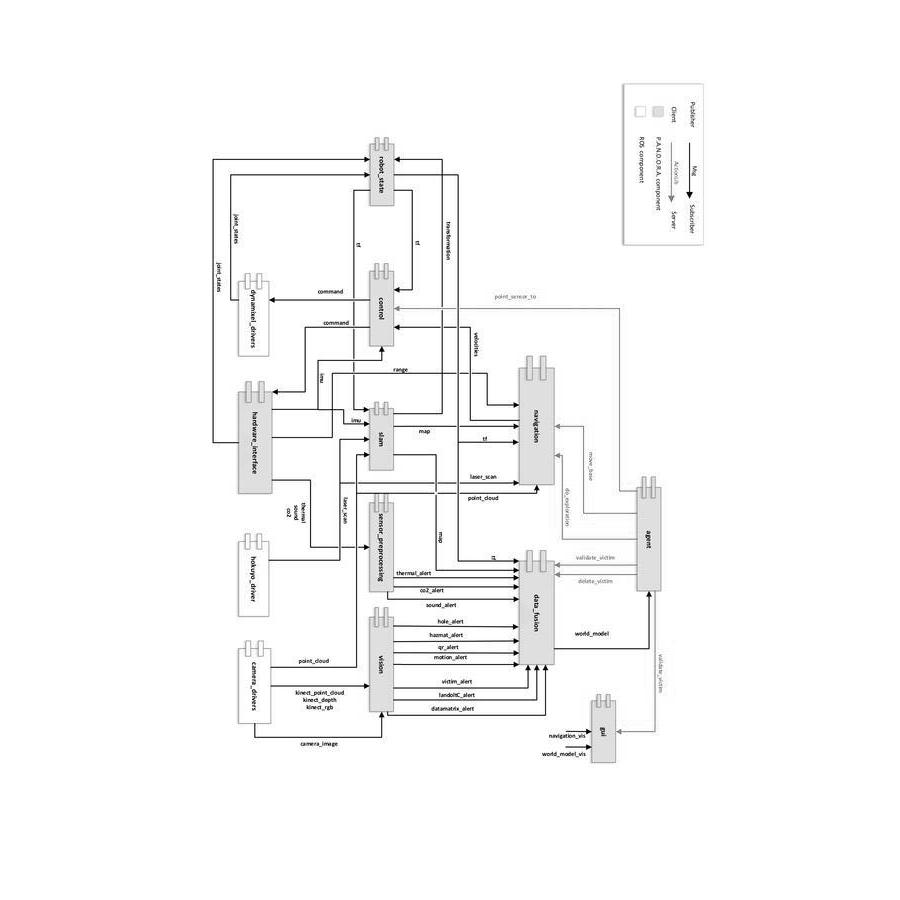 Publisher
Msg
Subscriber
Client
ActionLib
Server
P.A.N.D.O.R.A. component
ROS component
robot_state
joint_states
joint_states
tf
tf
transformation
dynamixel_drivers
command
control
point_sensor_to
command
velocities
range
imu
navigation
hardware_interface
imu
slam
map
tf
move_base
do_exploration
laser_scan
point_cloud
thermal
sound
co2
laser_scan
sensor_preprocessing
map
agent
hokuyo_driver
tf
validate_victim
thermal_alert
delete_victim
co2_alert
sound_alert
data_fusion
hole_alert
hazmat_alert
world_model
qr_alert
motion_alert
vision
point_cloud
camera_drivers
kinect_point_cloud
kinect_depth
kinect_rgb
victim_alert
landoltC_alert
datamatrix_alert
validate_victim
gui
navigation_vis
world_model_vis
camera_image